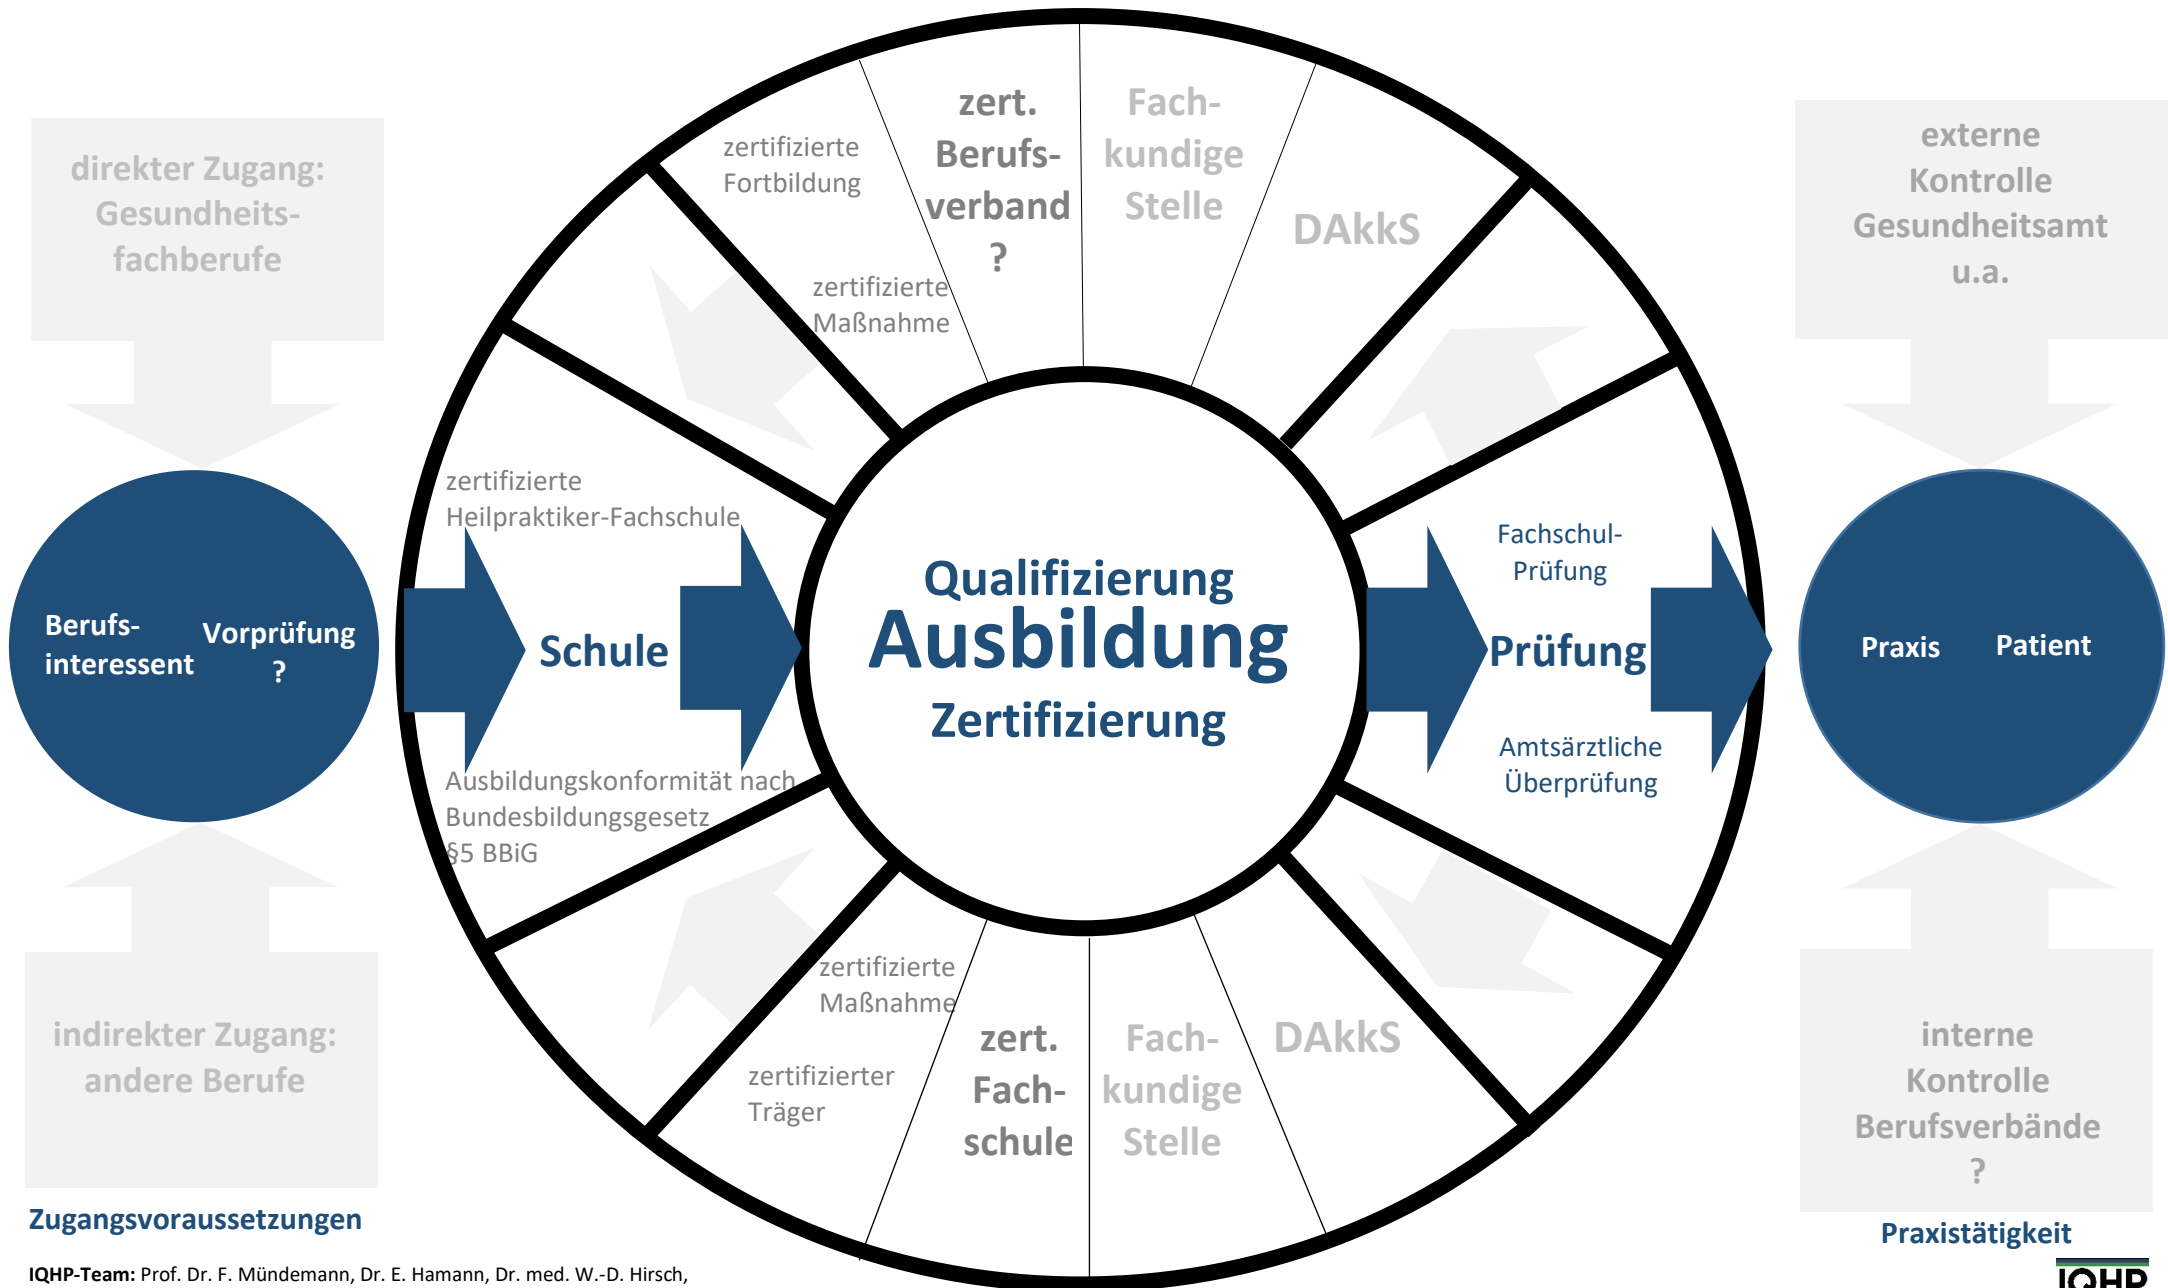 direkter Zugang:
Gesundheits-
fachberufe
Berufs-
interessent
Vorprüfung
?
indirekter Zugang:
andere Berufe
Zugangsvoraussetzungen
zertifizierte
Fortbildung
zertifizierte
Maßnahme
zert.
Berufs-
verband
?
Fach-
kundige
Stelle
DAkkS
zertifizierte
Heilpraktiker-Fachschule
Schule
Ausbildungskonformität nach
Bundesbildungsgesetz
§5 BBiG
Qualifizierung
Ausbildung
Zertifizierung
Fachschul-
Prüfung
Prüfung
Amtsärztliche
Überprüfung
zertifizierte
Maßnahme
zertifizierter
Träger
zert.
Fach-
schule
Fach-
kundige
Stelle
DAkkS
externe
Kontrolle
Gesundheitsamt
u.a.
Praxis
Patient
interne
Kontrolle
Berufsverbände
?
Praxistätigkeit
IQHP-Team: Prof. Dr. F. Mündemann, Dr. E. Hamann, Dr. med. W.-D. Hirsch,
IQHP